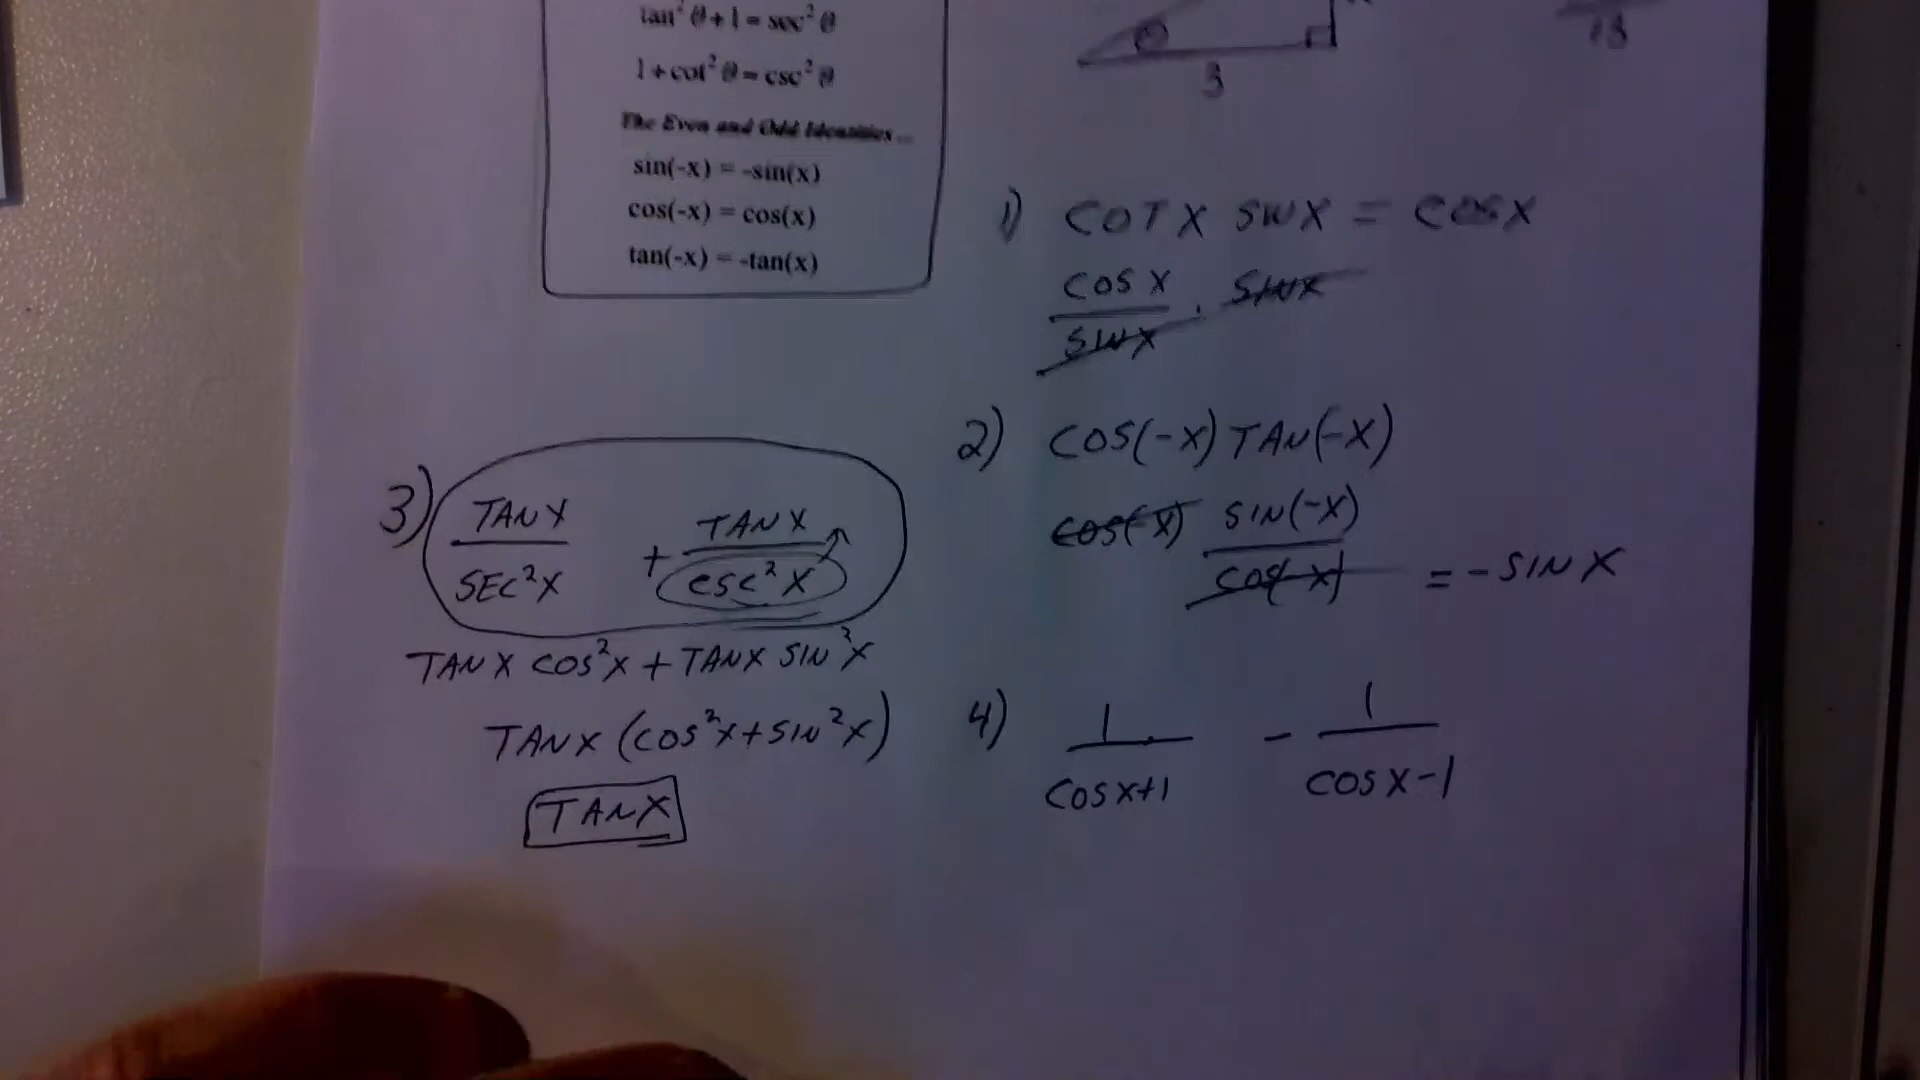 tan² θ + 1 = sec² θ
1 + cot² θ = csc² θ
The Even and Odd Identities...
sin(-x) = -sin(x)
cos(-x) = cos(x)
tan(-x) = -tan(x)
θ
3
13
1) COT X SIN X = COS X
COS X / SIN X · SIN X
2) COS(-X) TAN(-X)
COS(-X) SIN(-X) / COS(-X) = -SIN X
3) TAN X / SEC²X + TAN X / CSC²X
TAN X COS²X + TAN X SIN²X
TAN X (COS²X + SIN²X)
TAN X
4) 1 / COS X+1 - 1 / COS X-1